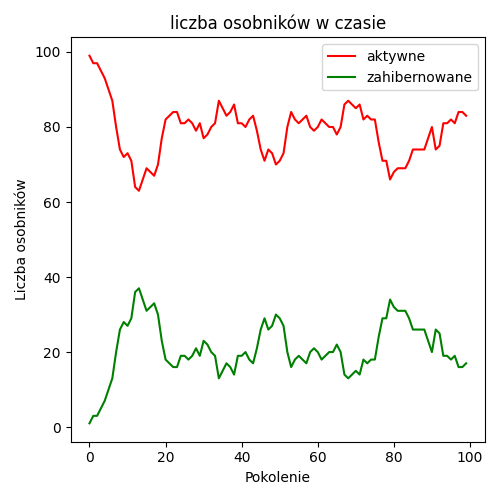 liczba osobników w czasie
aktywne
zahibernowane
Liczba osobników
100
80
60
40
20
0
0 20 40 60 80 100
Pokolenie